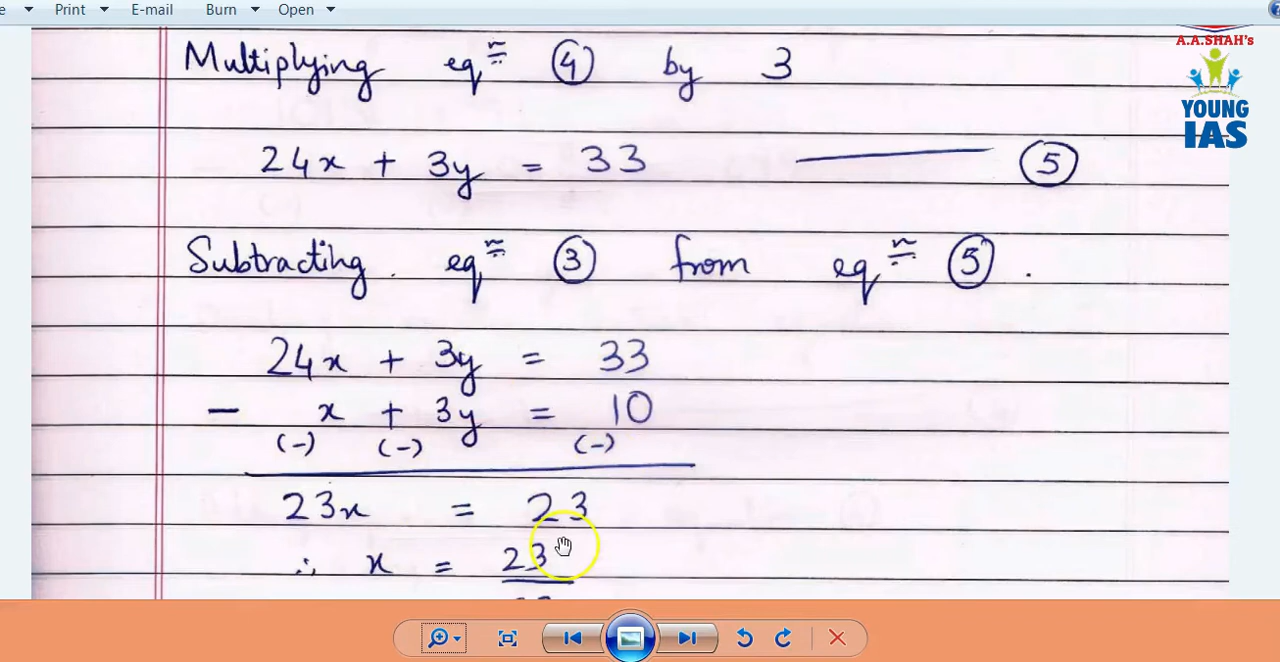 Print E-mail Burn Open
A.A.SHAH's
YOUNG
IAS
Multiplying eqⁿ ④ by 3
24x + 3y = 33 ——— ⑤
Subtracting eqⁿ ③ from eqⁿ ⑤.
24x + 3y = 33
- x + 3y = 10
(-) (-) (-)
23x = 23
∴ x = 23